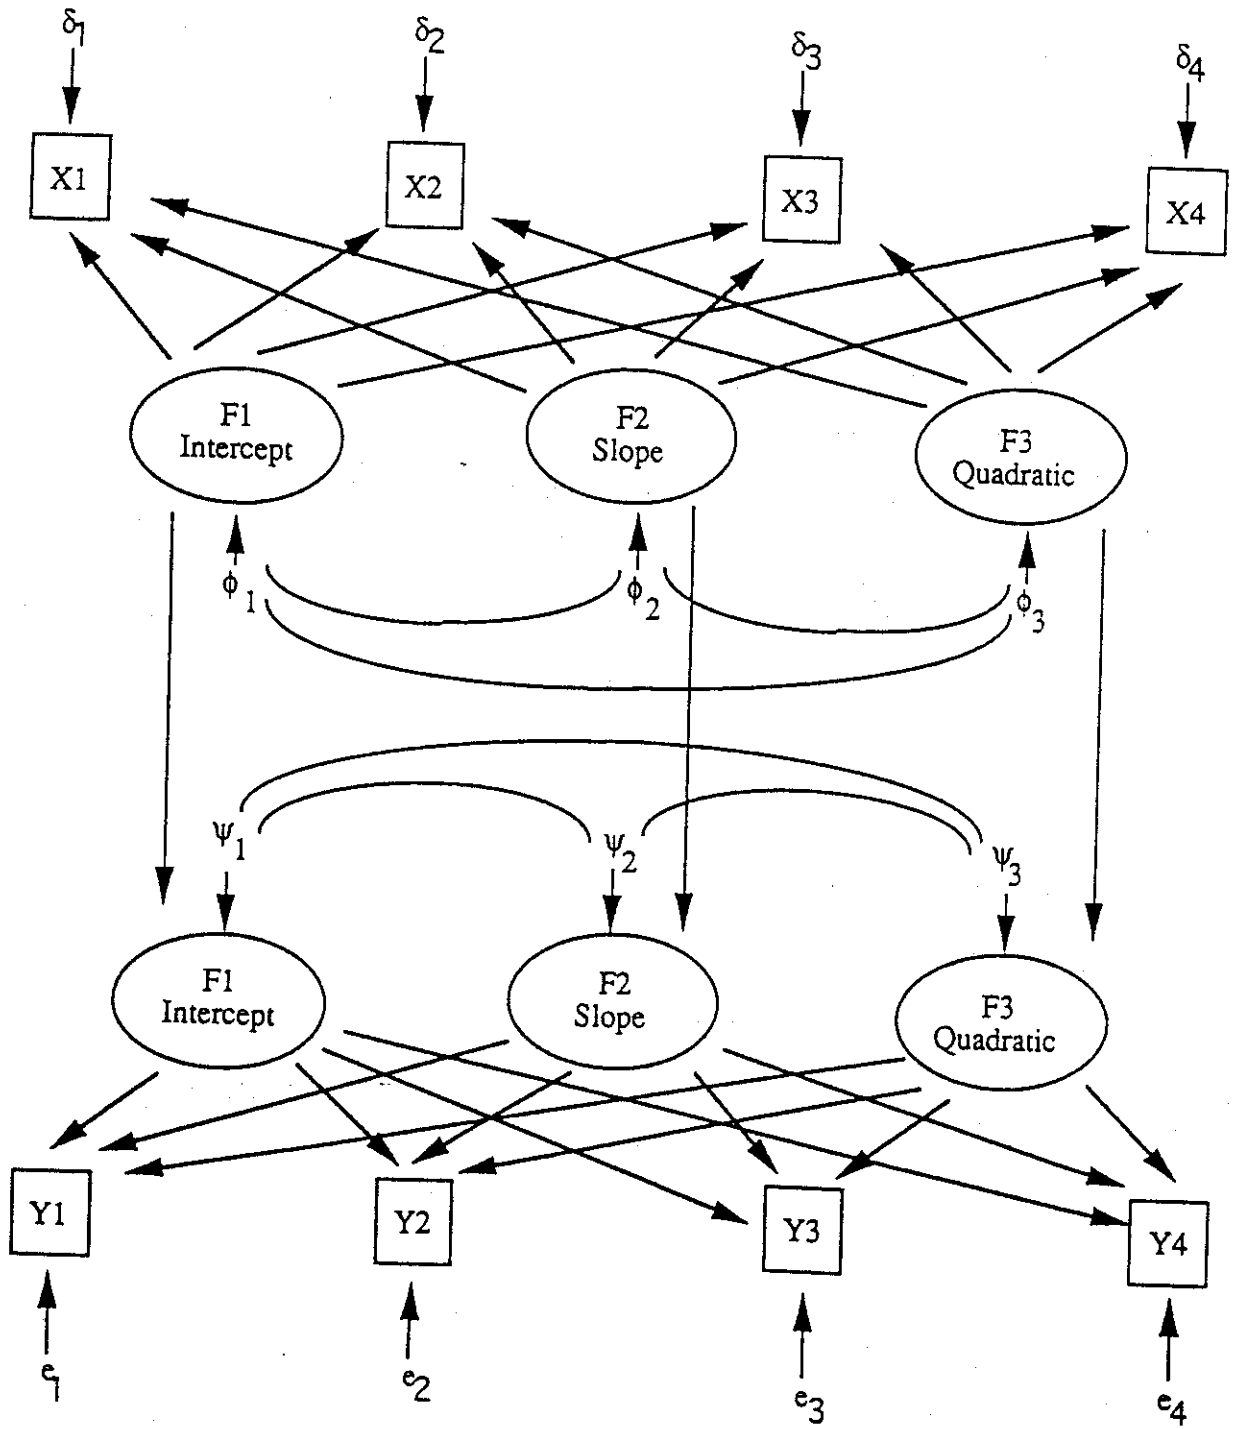 δ1
δ2
δ3
δ4
X1
X2
X3
X4
F1
Intercept
F2
Slope
F3
Quadratic
ϕ1
ϕ2
ϕ3
ψ1
ψ2
ψ3
F1
Intercept
F2
Slope
F3
Quadratic
Y1
Y2
Y3
Y4
e1
e2
e3
e4